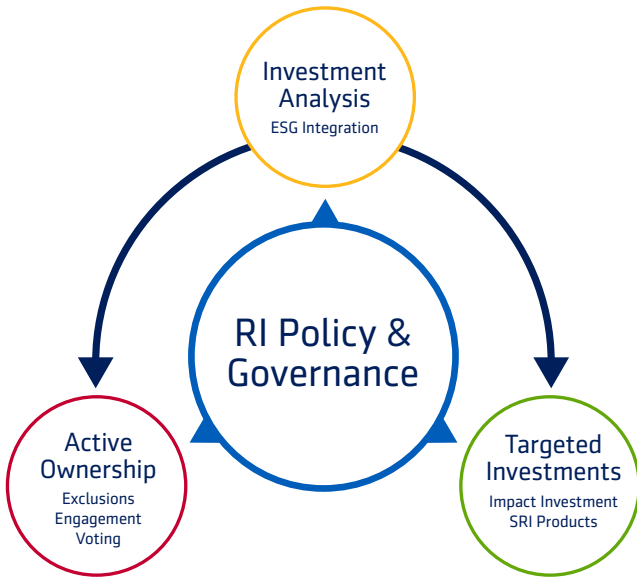 Investment
Analysis
ESG Integration
RI Policy &
Governance
Active
Ownership
Exclusions
Engagement
Voting
Targeted
Investments
Impact Investment
SRI Products